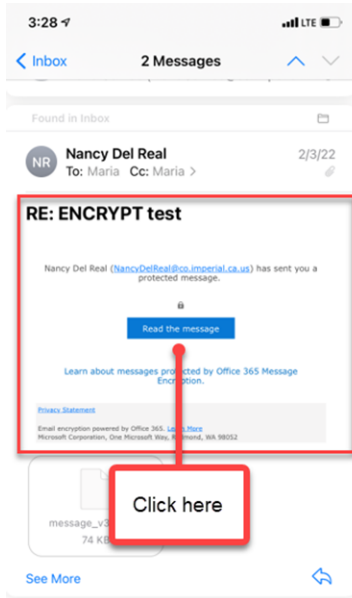 3:28 LTE
Inbox 2 Messages
Found in Inbox
NR Nancy Del Real 2/3/22
To: Maria Cc: Maria >
RE: ENCRYPT test
Nancy Del Real (NancyDelReal@co.imperial.ca.us) has sent you a
protected message.
Read the message
Learn about messages protected by Office 365 Message
Encryption.
Privacy Statement
Email encryption powered by Office 365. Learn More
Microsoft Corporation, One Microsoft Way, Redmond, WA 98052
Click here
message_v3
74 KB
See More